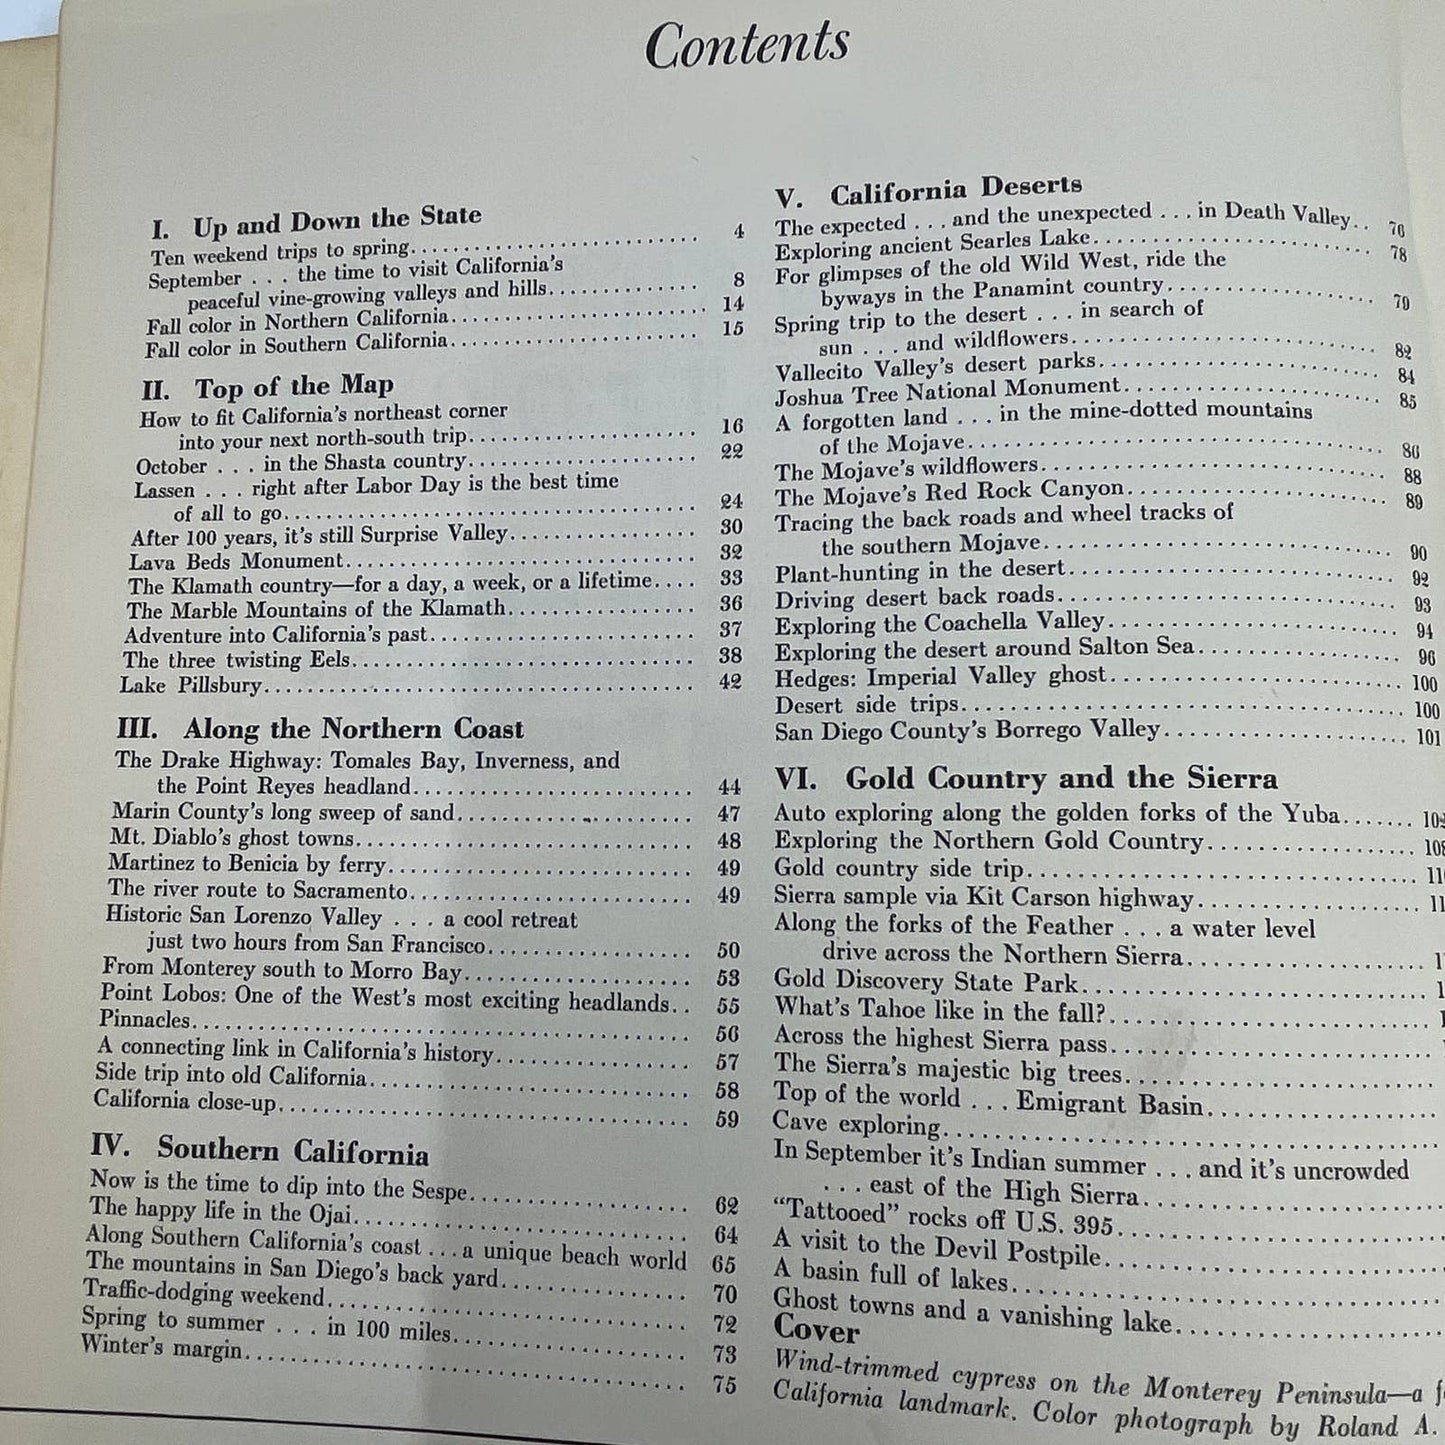 Contents
I. Up and Down the State
Ten weekend trips to spring.............................. 4
September . . . the time to visit California's
peaceful vine-growing valleys and hills.............. 8
Fall color in Northern California......................... 14
Fall color in Southern California......................... 15
II. Top of the Map
How to fit California's northeast corner
into your next north-south trip....................... 16
October . . . in the Shasta country....................... 22
Lassen . . . right after Labor Day is the best time
of all to go........................................... 24
After 100 years, it's still Surprise Valley................ 30
Lava Beds Monument.................................... 32
The Klamath country—for a day, a week, or a lifetime.... 33
The Marble Mountains of the Klamath.................. 36
Adventure into California's past.......................... 37
The three twisting Eels.................................. 38
Lake Pillsbury........................................... 42
III. Along the Northern Coast
The Drake Highway: Tomales Bay, Inverness, and
the Point Reyes headland............................ 44
Marin County's long sweep of sand....................... 47
Mt. Diablo's ghost towns................................. 48
Martinez to Benicia by ferry.............................. 49
The river route to Sacramento............................ 49
Historic San Lorenzo Valley . . . a cool retreat
just two hours from San Francisco.................... 50
From Monterey south to Morro Bay....................... 53
Point Lobos: One of the West's most exciting headlands.. 55
Pinnacles................................................ 56
A connecting link in California's history................... 57
Side trip into old California................................ 58
California close-up........................................ 59
IV. Southern California
Now is the time to dip into the Sespe...................... 62
The happy life in the Ojai.................................. 64
Along Southern California's coast . . . a unique beach world 65
The mountains in San Diego's back yard................... 70
Traffic-dodging weekend................................... 72
Spring to summer . . . in 100 miles........................ 73
Winter's margin........................................... 75
V. California Deserts
The expected . . . and the unexpected . . . in Death Valley.. 76
Exploring ancient Searles Lake............................ 78
For glimpses of the old Wild West, ride the
byways in the Panamint country..................... 79
Spring trip to the desert . . . in search of
sun . . . and wildflowers.............................. 82
Vallecito Valley's desert parks............................. 84
Joshua Tree National Monument.......................... 85
A forgotten land . . . in the mine-dotted mountains
of the Mojave........................................ 86
The Mojave's wildflowers.................................. 88
The Mojave's Red Rock Canyon.......................... 89
Tracing the back roads and wheel tracks of
the southern Mojave................................. 90
Plant-hunting in the desert................................ 92
Driving desert back roads................................. 93
Exploring the Coachella Valley............................ 94
Exploring the desert around Salton Sea................... 96
Hedges: Imperial Valley ghost............................. 100
Desert side trips........................................... 100
San Diego County's Borrego Valley....................... 101
VI. Gold Country and the Sierra
Auto exploring along the golden forks of the Yuba.......
Exploring the Northern Gold Country....................
Gold country side trip.....................................
Sierra sample via Kit Carson highway....................
Along the forks of the Feather . . . a water level
drive across the Northern Sierra......................
Gold Discovery State Park................................
What's Tahoe like in the fall?..............................
Across the highest Sierra pass.............................
The Sierra's majestic big trees.............................
Top of the world . . . Emigrant Basin.....................
Cave exploring............................................
In September it's Indian summer . . . and it's uncrowded
. . . east of the High Sierra............................
"Tattooed" rocks off U.S. 395..............................
A visit to the Devil Postpile................................
A basin full of lakes........................................
Ghost towns and a vanishing lake.........................
Cover
Wind-trimmed cypress on the Monterey Peninsula—a
California landmark. Color photograph by Roland A.